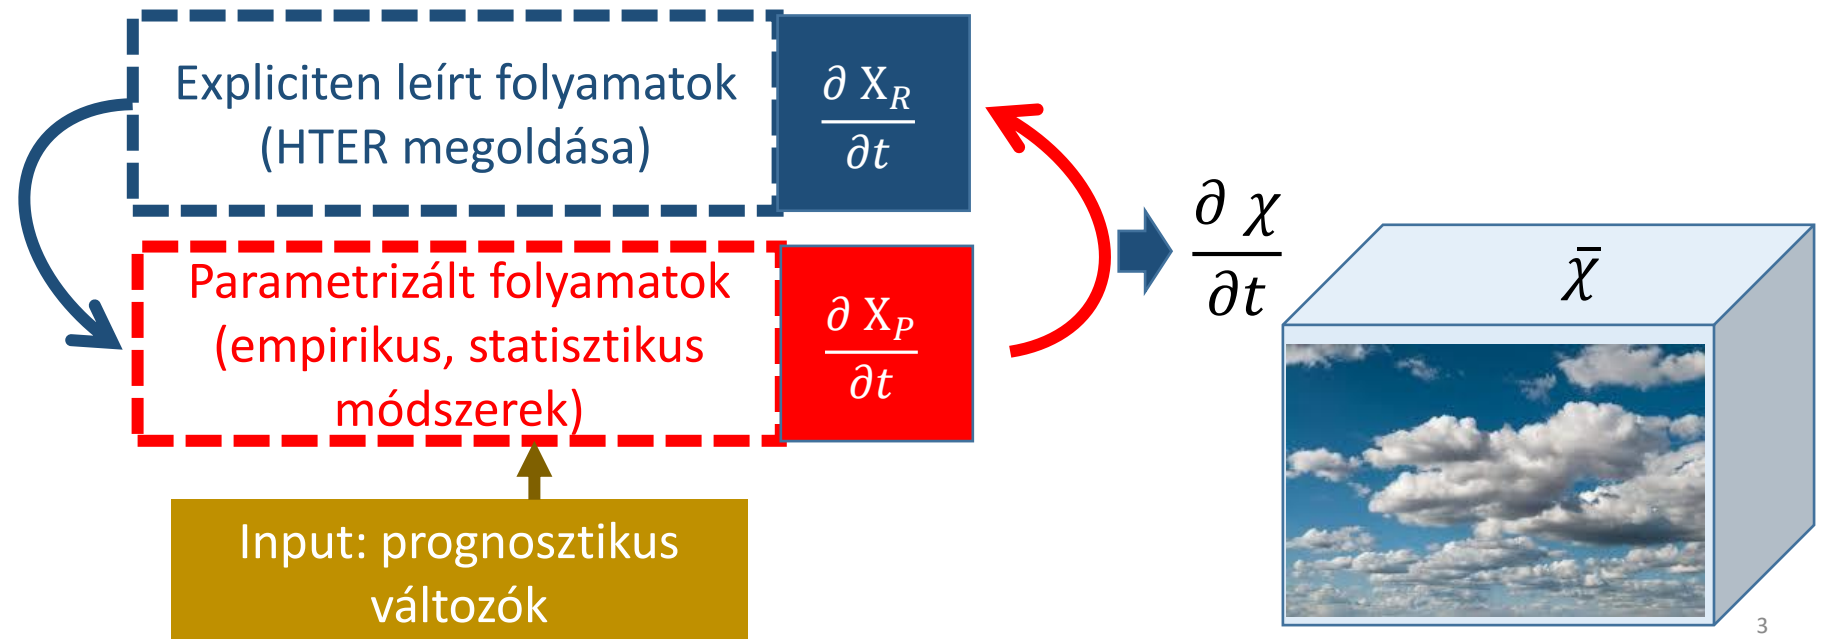 Expliciten leírt folyamatok
(HTER megoldása)
∂ X_R
∂t
Parametrizált folyamatok
(empirikus, statisztikus
módszerek)
∂ X_P
∂t
∂ χ
∂t
χ̄
Input: prognosztikus
változók
3